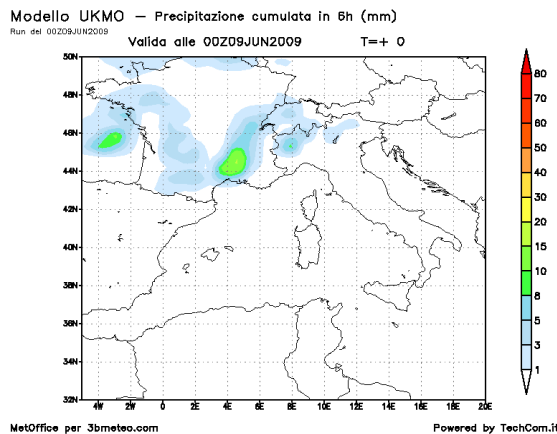 Modello UKMO – Precipitazione cumulata in 6h (mm)
Run del 00Z09JUN2009
Valida alle 00Z09JUN2009 T=+ 0
50N
48N
46N
44N
42N
40N
38N
36N
34N
32N
4W 2W 0 2E 4E 6E 8E 10E 12E 14E 16E 18E 20E
80
70
60
50
40
30
20
15
10
8
5
3
1
MetOffice per 3bmeteo.com Powered by TechCom.it